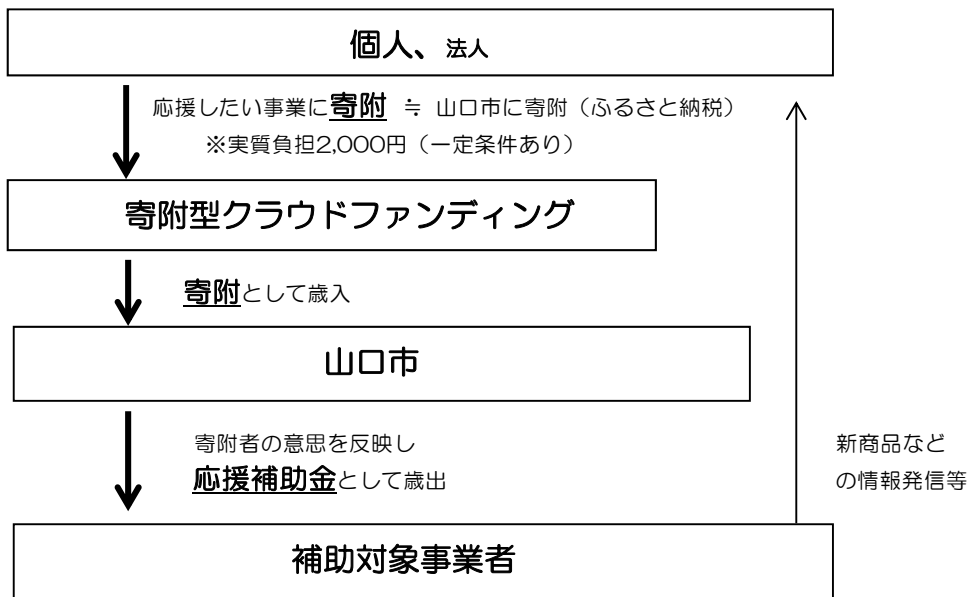 個人、法人
応援したい事業に寄附 ≒ 山口市に寄附（ふるさと納税）
※実質負担2,000円（一定条件あり）
寄附型クラウドファンディング
寄附として歳入
山口市
寄附者の意思を反映し
応援補助金として歳出
新商品など
の情報発信等
補助対象事業者